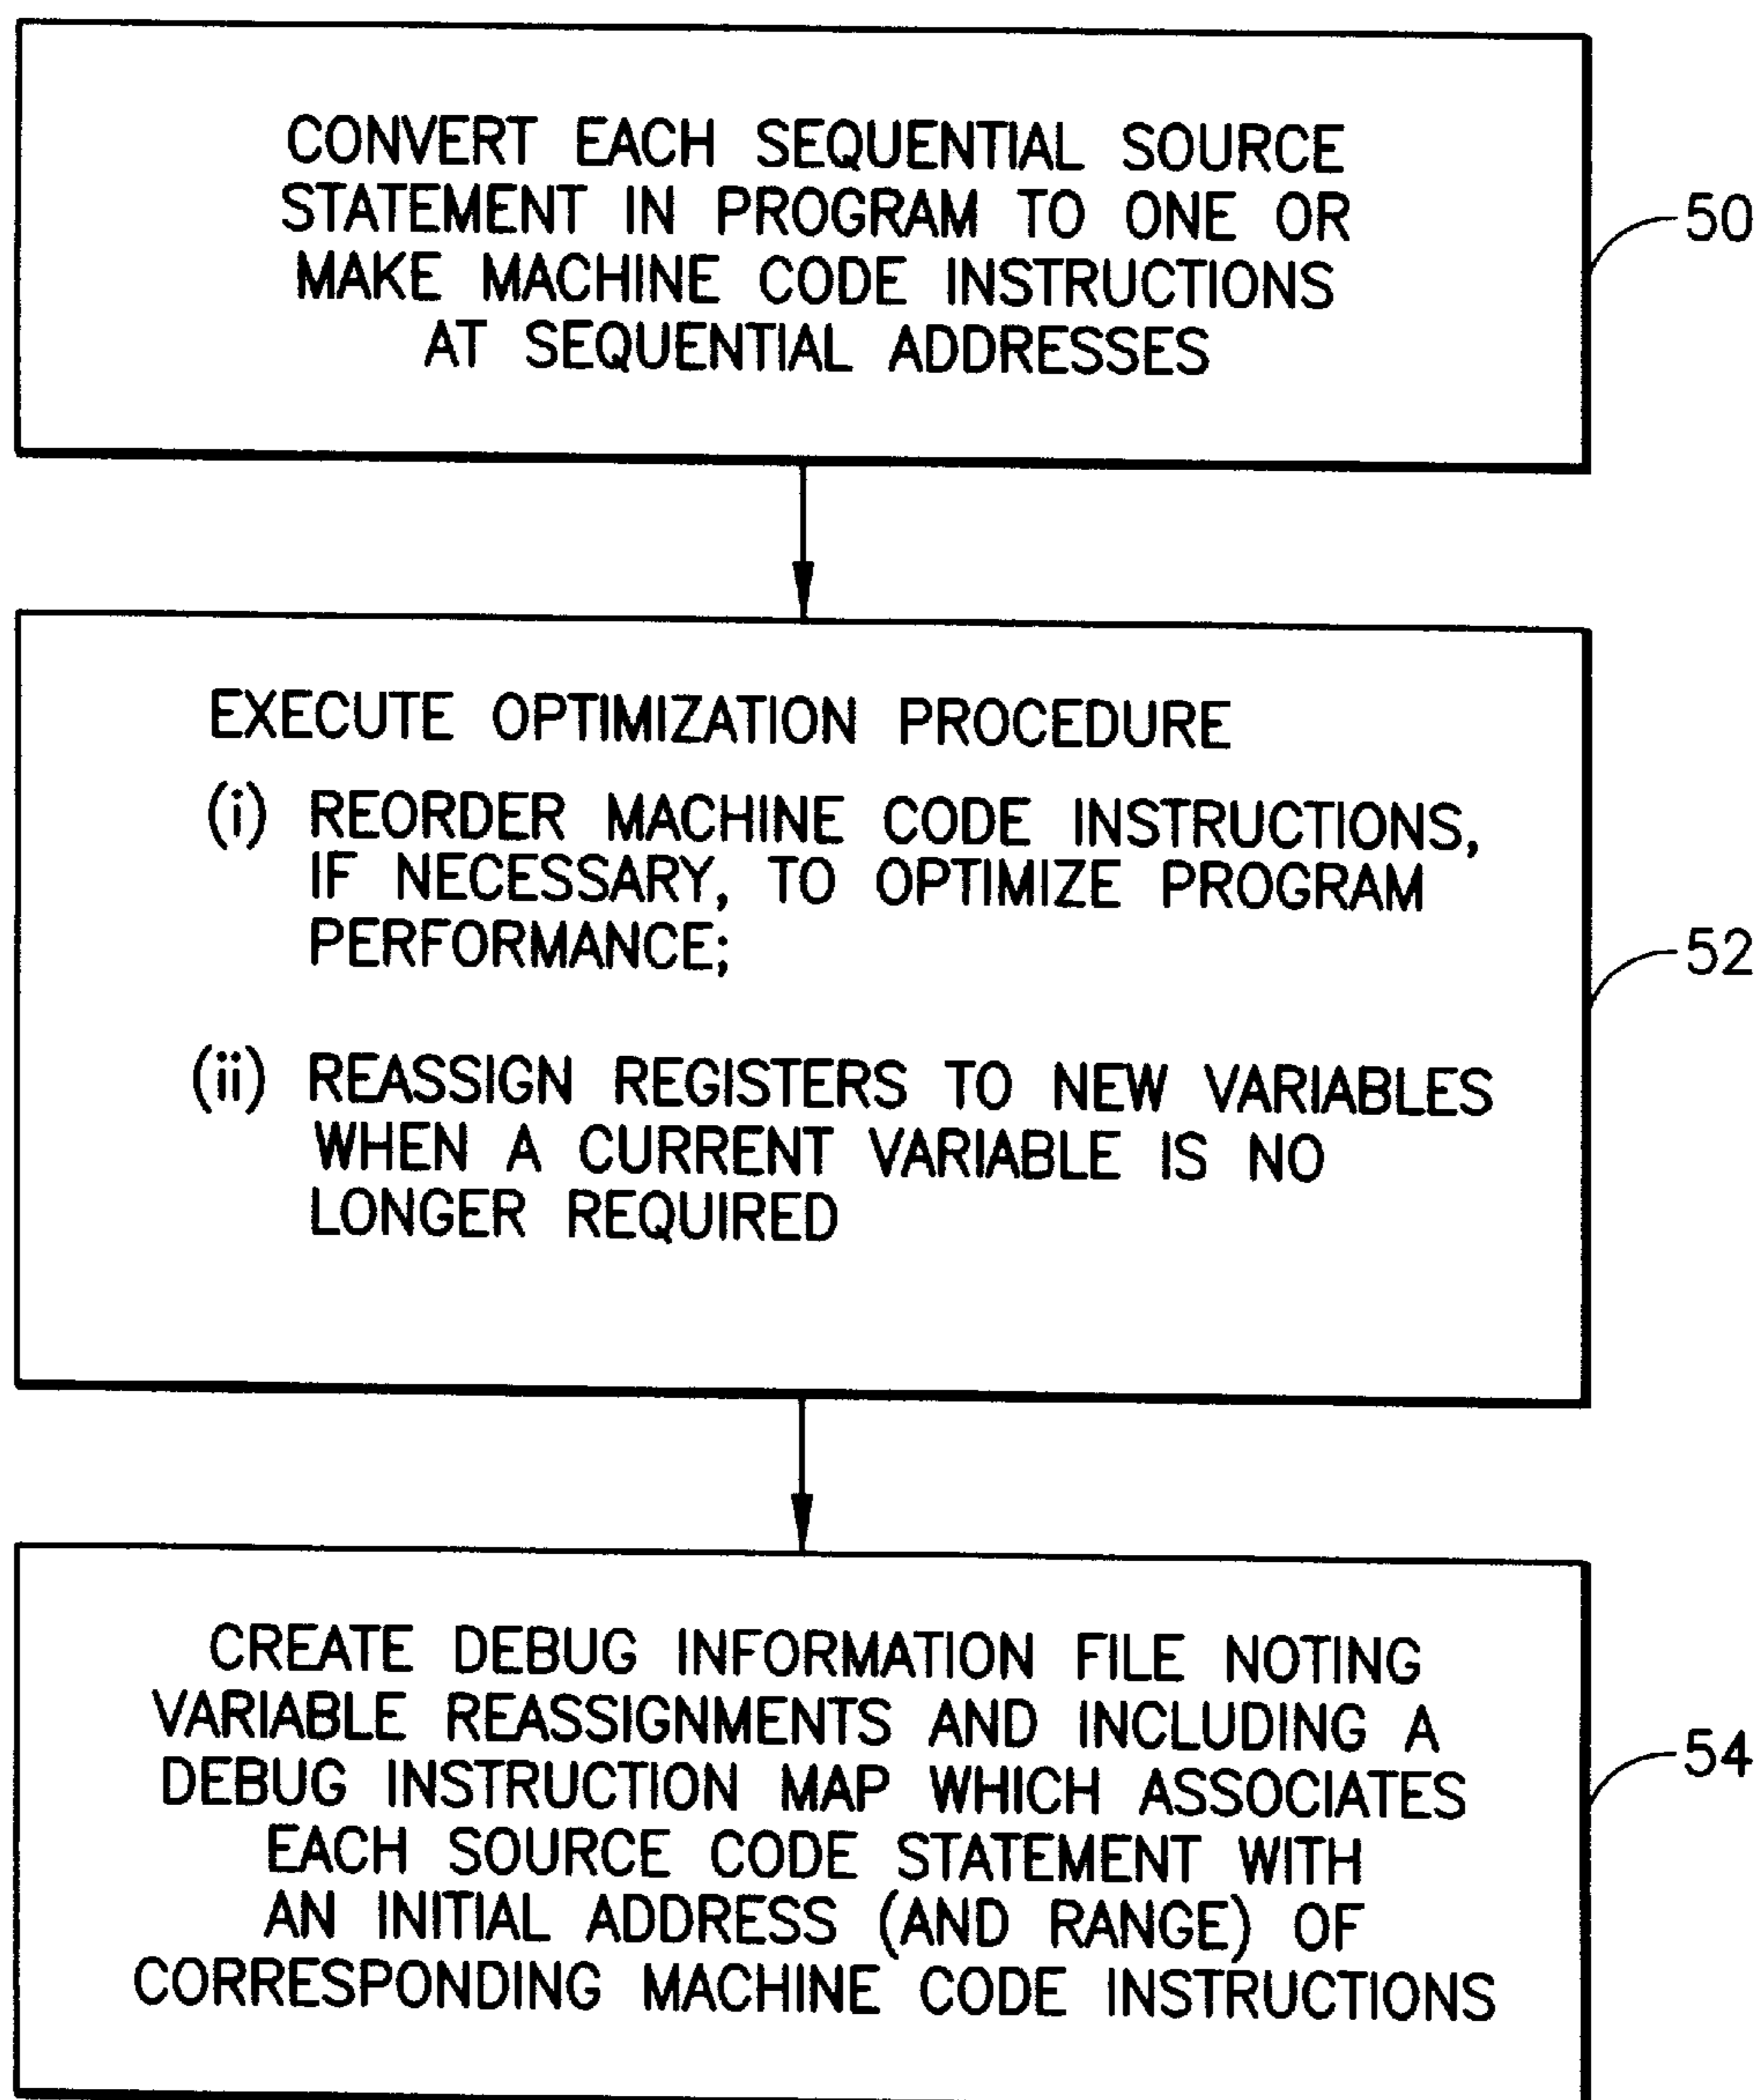 CONVERT EACH SEQUENTIAL SOURCE
STATEMENT IN PROGRAM TO ONE OR
MAKE MACHINE CODE INSTRUCTIONS
AT SEQUENTIAL ADDRESSES
50
EXECUTE OPTIMIZATION PROCEDURE
(i) REORDER MACHINE CODE INSTRUCTIONS,
IF NECESSARY, TO OPTIMIZE PROGRAM
PERFORMANCE;
52
(ii) REASSIGN REGISTERS TO NEW VARIABLES
WHEN A CURRENT VARIABLE IS NO
LONGER REQUIRED
CREATE DEBUG INFORMATION FILE NOTING
VARIABLE REASSIGNMENTS AND INCLUDING A
DEBUG INSTRUCTION MAP WHICH ASSOCIATES
EACH SOURCE CODE STATEMENT WITH
AN INITIAL ADDRESS (AND RANGE) OF
CORRESPONDING MACHINE CODE INSTRUCTIONS
54